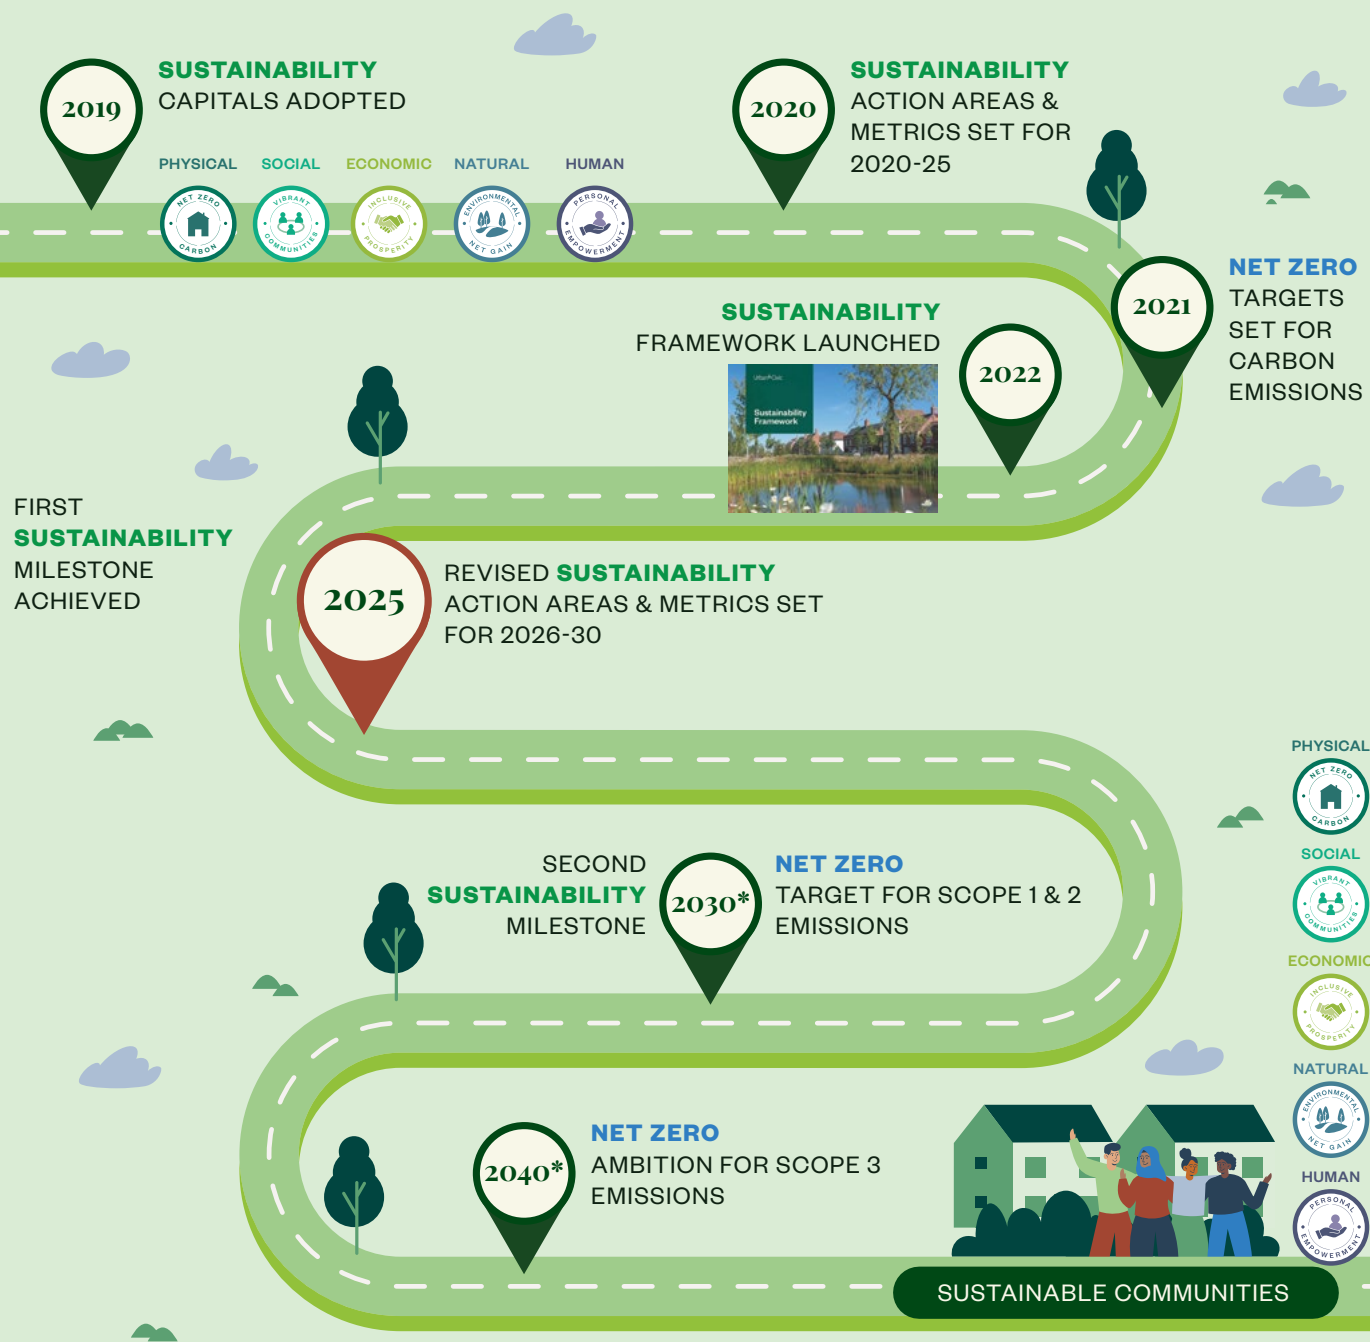 2019
SUSTAINABILITY
CAPITALS ADOPTED
PHYSICAL
NET ZERO
CARBON
SOCIAL
VIBRANT
COMMUNITIES
ECONOMIC
INCLUSIVE
PROSPERITY
NATURAL
ENVIRONMENTAL
NET GAIN
HUMAN
PERSONAL
EMPOWERMENT
2020
SUSTAINABILITY
ACTION AREAS &
METRICS SET FOR
2020-25
2021
NET ZERO
TARGETS
SET FOR
CARBON
EMISSIONS
SUSTAINABILITY
FRAMEWORK LAUNCHED
2022
Sustainability
Framework
FIRST
SUSTAINABILITY
MILESTONE
ACHIEVED
2025
REVISED SUSTAINABILITY
ACTION AREAS & METRICS SET
FOR 2026-30
SECOND
SUSTAINABILITY
MILESTONE
2030*
NET ZERO
TARGET FOR SCOPE 1 & 2
EMISSIONS
2040*
NET ZERO
AMBITION FOR SCOPE 3
EMISSIONS
PHYSICAL
NET ZERO
CARBON
SOCIAL
VIBRANT
COMMUNITIES
ECONOMIC
INCLUSIVE
PROSPERITY
NATURAL
ENVIRONMENTAL
NET GAIN
HUMAN
PERSONAL
EMPOWERMENT
SUSTAINABLE COMMUNITIES